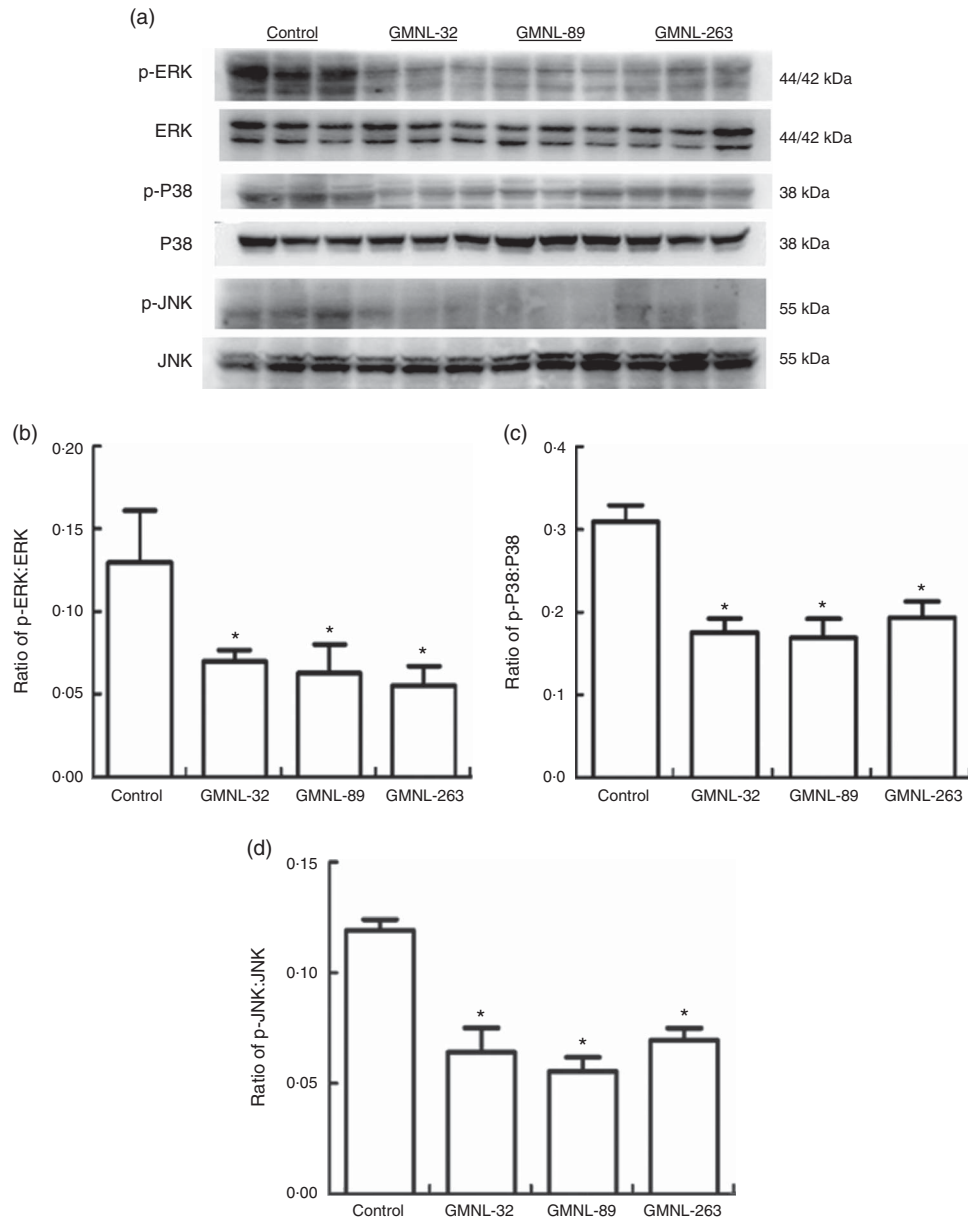 (a)
Control GMNL-32 GMNL-89 GMNL-263
p-ERK 44/42 kDa
ERK 44/42 kDa
p-P38 38 kDa
P38 38 kDa
p-JNK 55 kDa
JNK 55 kDa
(b)
0·20
0·15
0·10
0·05
0·00
Ratio of p-ERK:ERK
* * *
Control GMNL-32 GMNL-89 GMNL-263
(c)
0·4
0·3
0·2
0·1
0·0
Ratio of p-P38:P38
* * *
Control GMNL-32 GMNL-89 GMNL-263
(d)
0·15
0·10
0·05
0·00
Ratio of p-JNK:JNK
* * *
Control GMNL-32 GMNL-89 GMNL-263